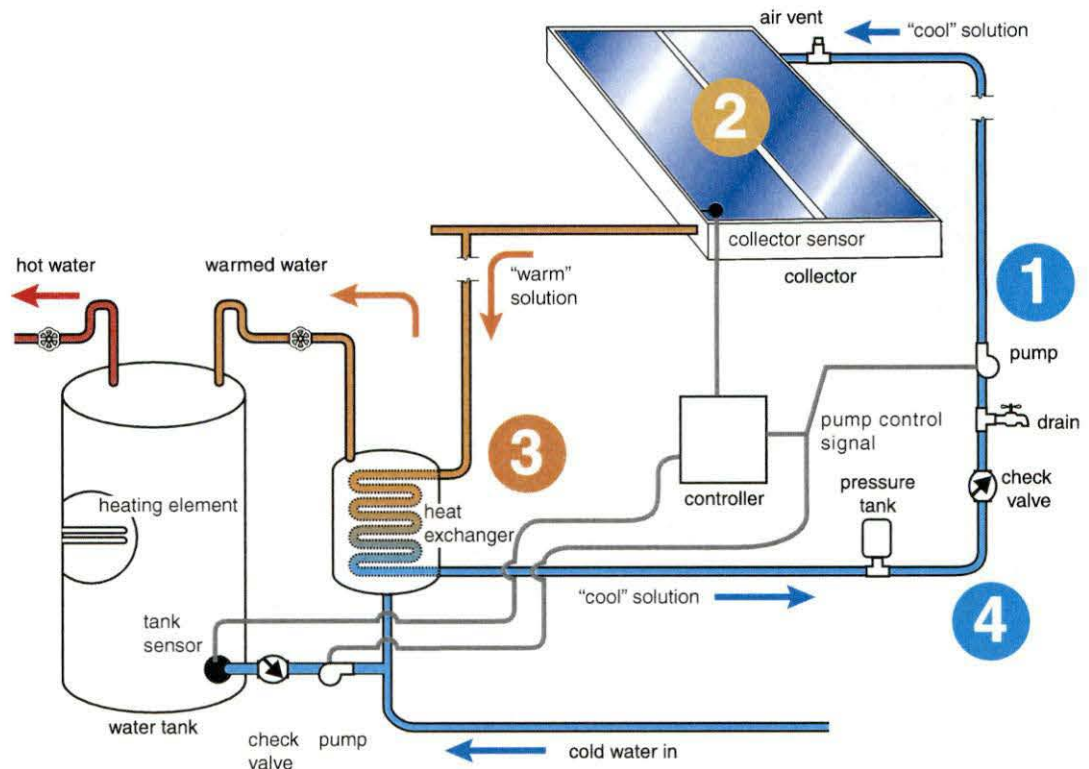 air vent
"cool" solution
2
collector sensor
collector
hot water
warmed water
"warm"
solution
1
pump
drain
pump control
signal
3
controller
pressure
tank
check
valve
heating element
heat
exchanger
"cool" solution
4
tank
sensor
water tank
check
valve
pump
cold water in